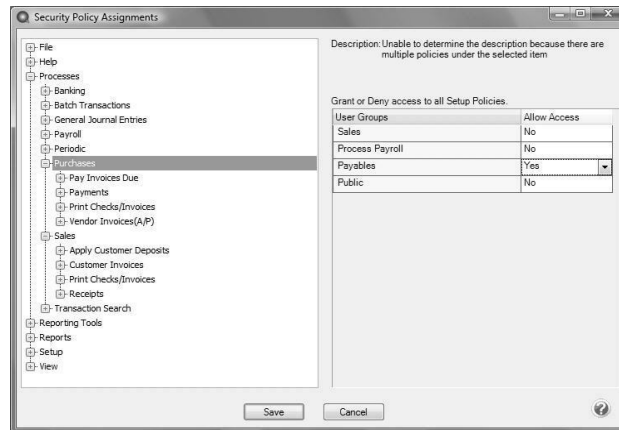 Security Policy Assignments
File
Help
Processes
Banking
Batch Transactions
General Journal Entries
Payroll
Periodic
Purchases
Pay Invoices Due
Payments
Print Checks/Invoices
Vendor Invoices(A/P)
Sales
Apply Customer Deposits
Customer Invoices
Print Checks/Invoices
Receipts
Transaction Search
Reporting Tools
Reports
Setup
View
Description: Unable to determine the description because there are
multiple policies under the selected item
Grant or Deny access to all Setup Policies.
User Groups Allow Access
Sales No
Process Payroll No
Payables Yes
Public No
Save Cancel